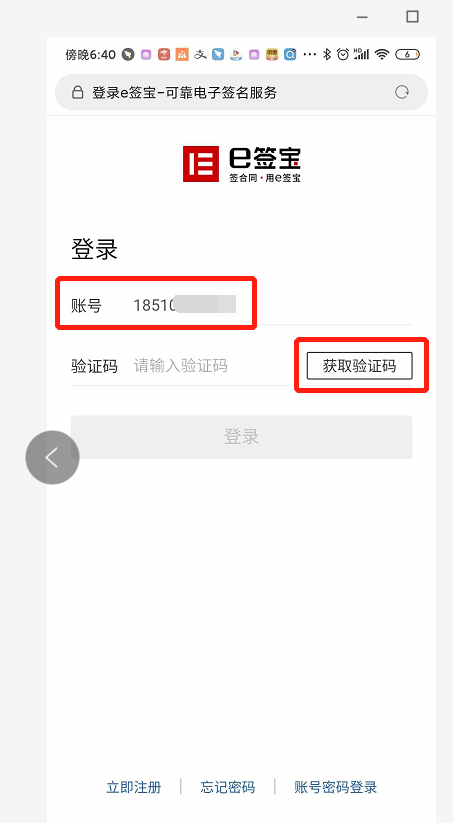 傍晚6:40
HD
6
登录e签宝-可靠电子签名服务
e签宝
签合同·用e签宝
登录
账号 18510
验证码 请输入验证码 获取验证码
登录
立即注册 | 忘记密码 | 账号密码登录